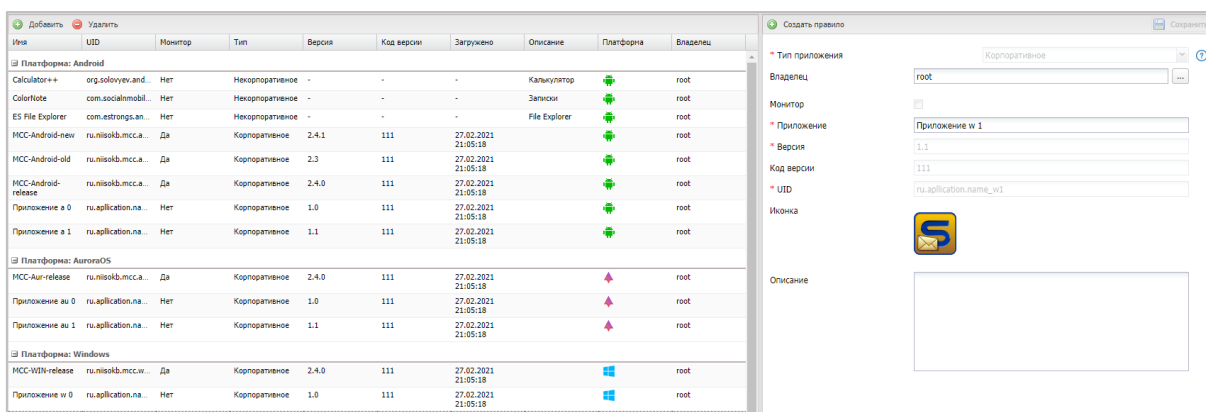 Добавить Удалить
Имя UID Монитор Тип Версия Код версии Загружено Описание Платформа Владелец
Платформа: Android
Calculator++ org.solovyev.and... Нет Некорпоративное - - - Калькулятор root
ColorNote com.socialnmobil... Нет Некорпоративное - - - Записки root
ES File Explorer com.estrongs.an... Нет Некорпоративное - - - File Explorer root
MCC-Android-new ru.niisokb.mcc.a... Да Корпоративное 2.4.1 111 27.02.2021 root
21:05:18
MCC-Android-old ru.niisokb.mcc.a... Да Корпоративное 2.3 111 27.02.2021 root
21:05:18
MCC-Android- ru.niisokb.mcc.a... Да Корпоративное 2.4.0 111 27.02.2021 root
release 21:05:18
Приложение a 0 ru.apllication.na... Нет Корпоративное 1.0 111 27.02.2021 root
21:05:18
Приложение a 1 ru.apllication.na... Нет Корпоративное 1.1 111 27.02.2021 root
21:05:18
Платформа: AuroraOS
MCC-Aur-release ru.niisokb.mcc.a... Да Корпоративное 2.4.0 111 27.02.2021 root
21:05:18
Приложение au 0 ru.apllication.na... Нет Корпоративное 1.0 111 27.02.2021 root
21:05:18
Приложение au 1 ru.apllication.na... Нет Корпоративное 1.1 111 27.02.2021 root
21:05:18
Платформа: Windows
MCC-WIN-release ru.niisokb.mcc.w... Да Корпоративное 2.4.0 111 27.02.2021 root
21:05:18
Приложение w 0 ru.apllication.na... Нет Корпоративное 1.0 111 27.02.2021 root
21:05:18
Создать правило Сохранить
* Тип приложения Корпоративное ?
Владелец root ...
Монитор
* Приложение Приложение w 1
* Версия 1.1
Код версии 111
* UID ru.apllication.name_w1
Иконка
S
Описание